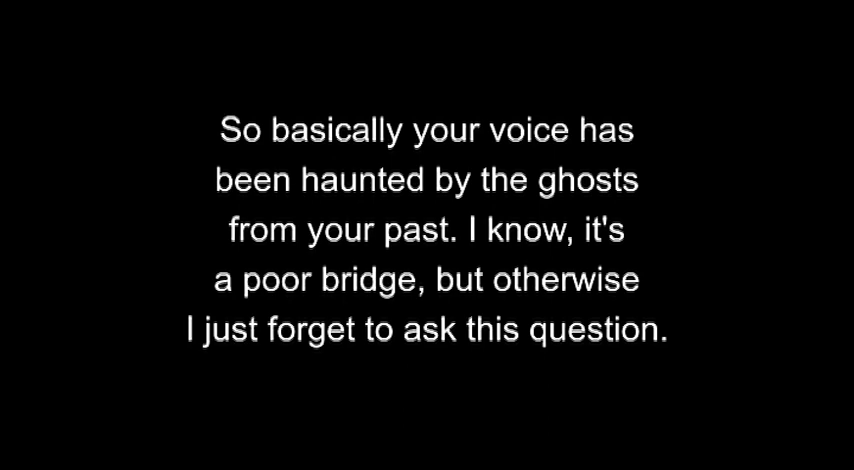 So basically your voice has
been haunted by the ghosts
from your past. I know, it's
a poor bridge, but otherwise
I just forget to ask this question.